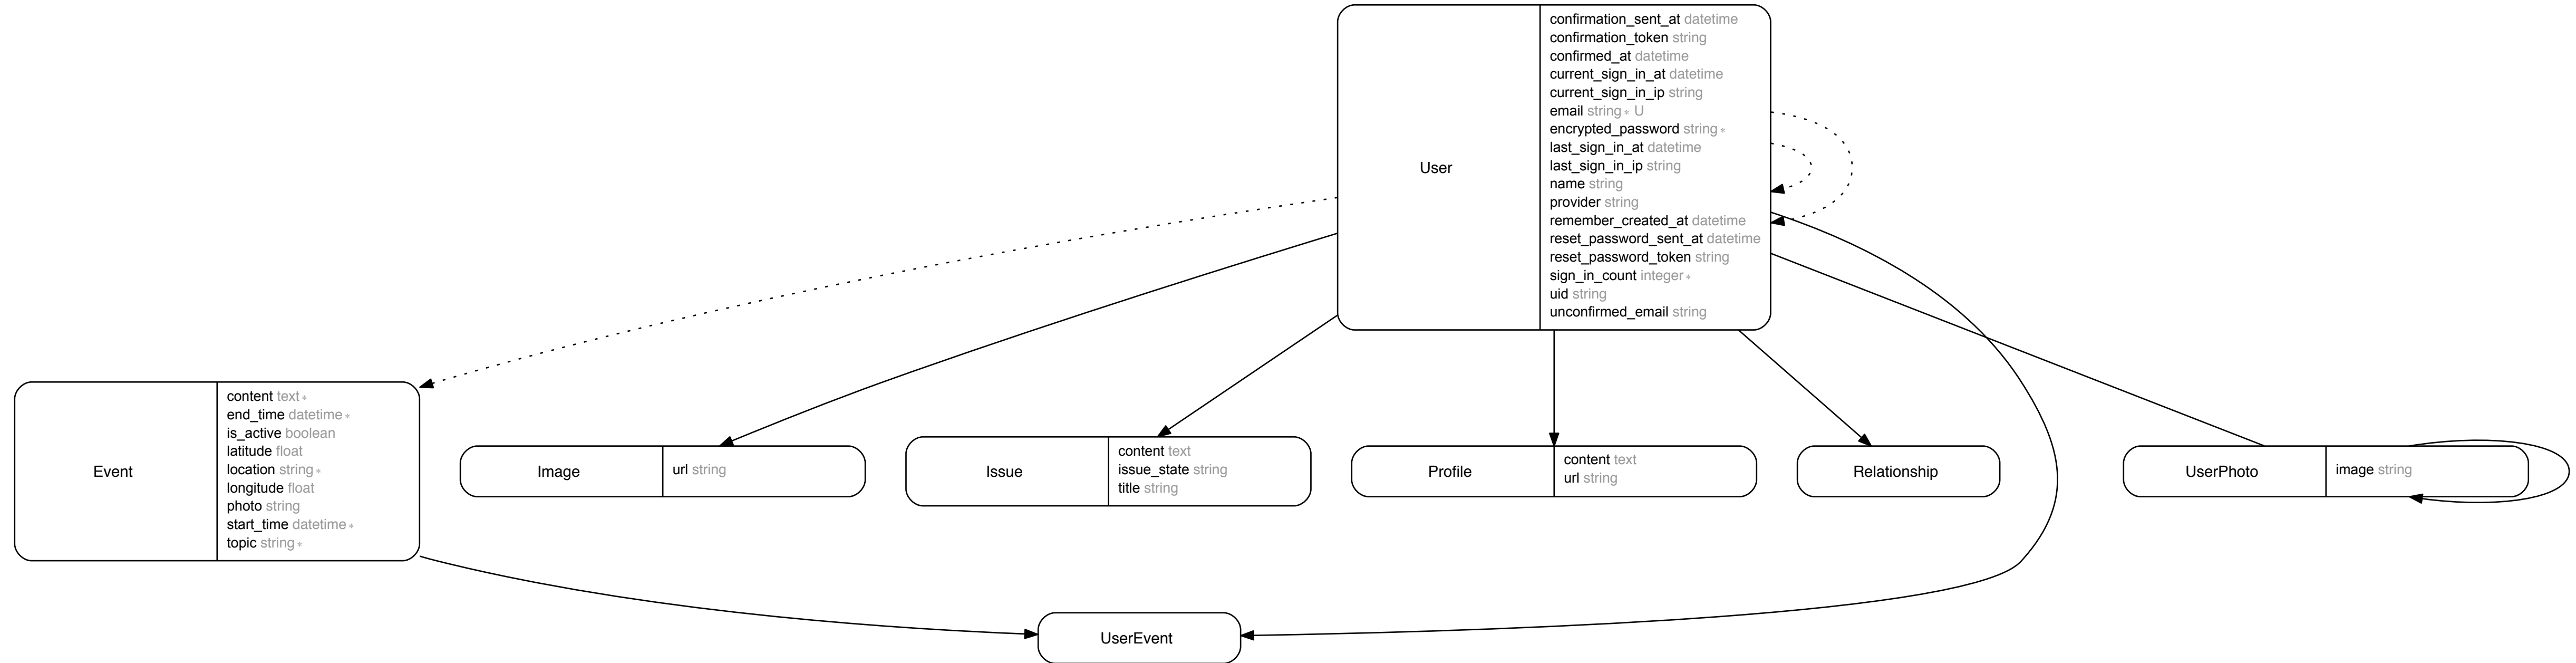 User
confirmation_sent_at datetime
confirmation_token string
confirmed_at datetime
current_sign_in_at datetime
current_sign_in_ip string
email string * U
encrypted_password string *
last_sign_in_at datetime
last_sign_in_ip string
name string
provider string
remember_created_at datetime
reset_password_sent_at datetime
reset_password_token string
sign_in_count integer *
uid string
unconfirmed_email string
Event
content text *
end_time datetime *
is_active boolean
latitude float
location string *
longitude float
photo string
start_time datetime *
topic string *
Image
url string
Issue
content text
issue_state string
title string
Profile
content text
url string
Relationship
UserPhoto
image string
UserEvent